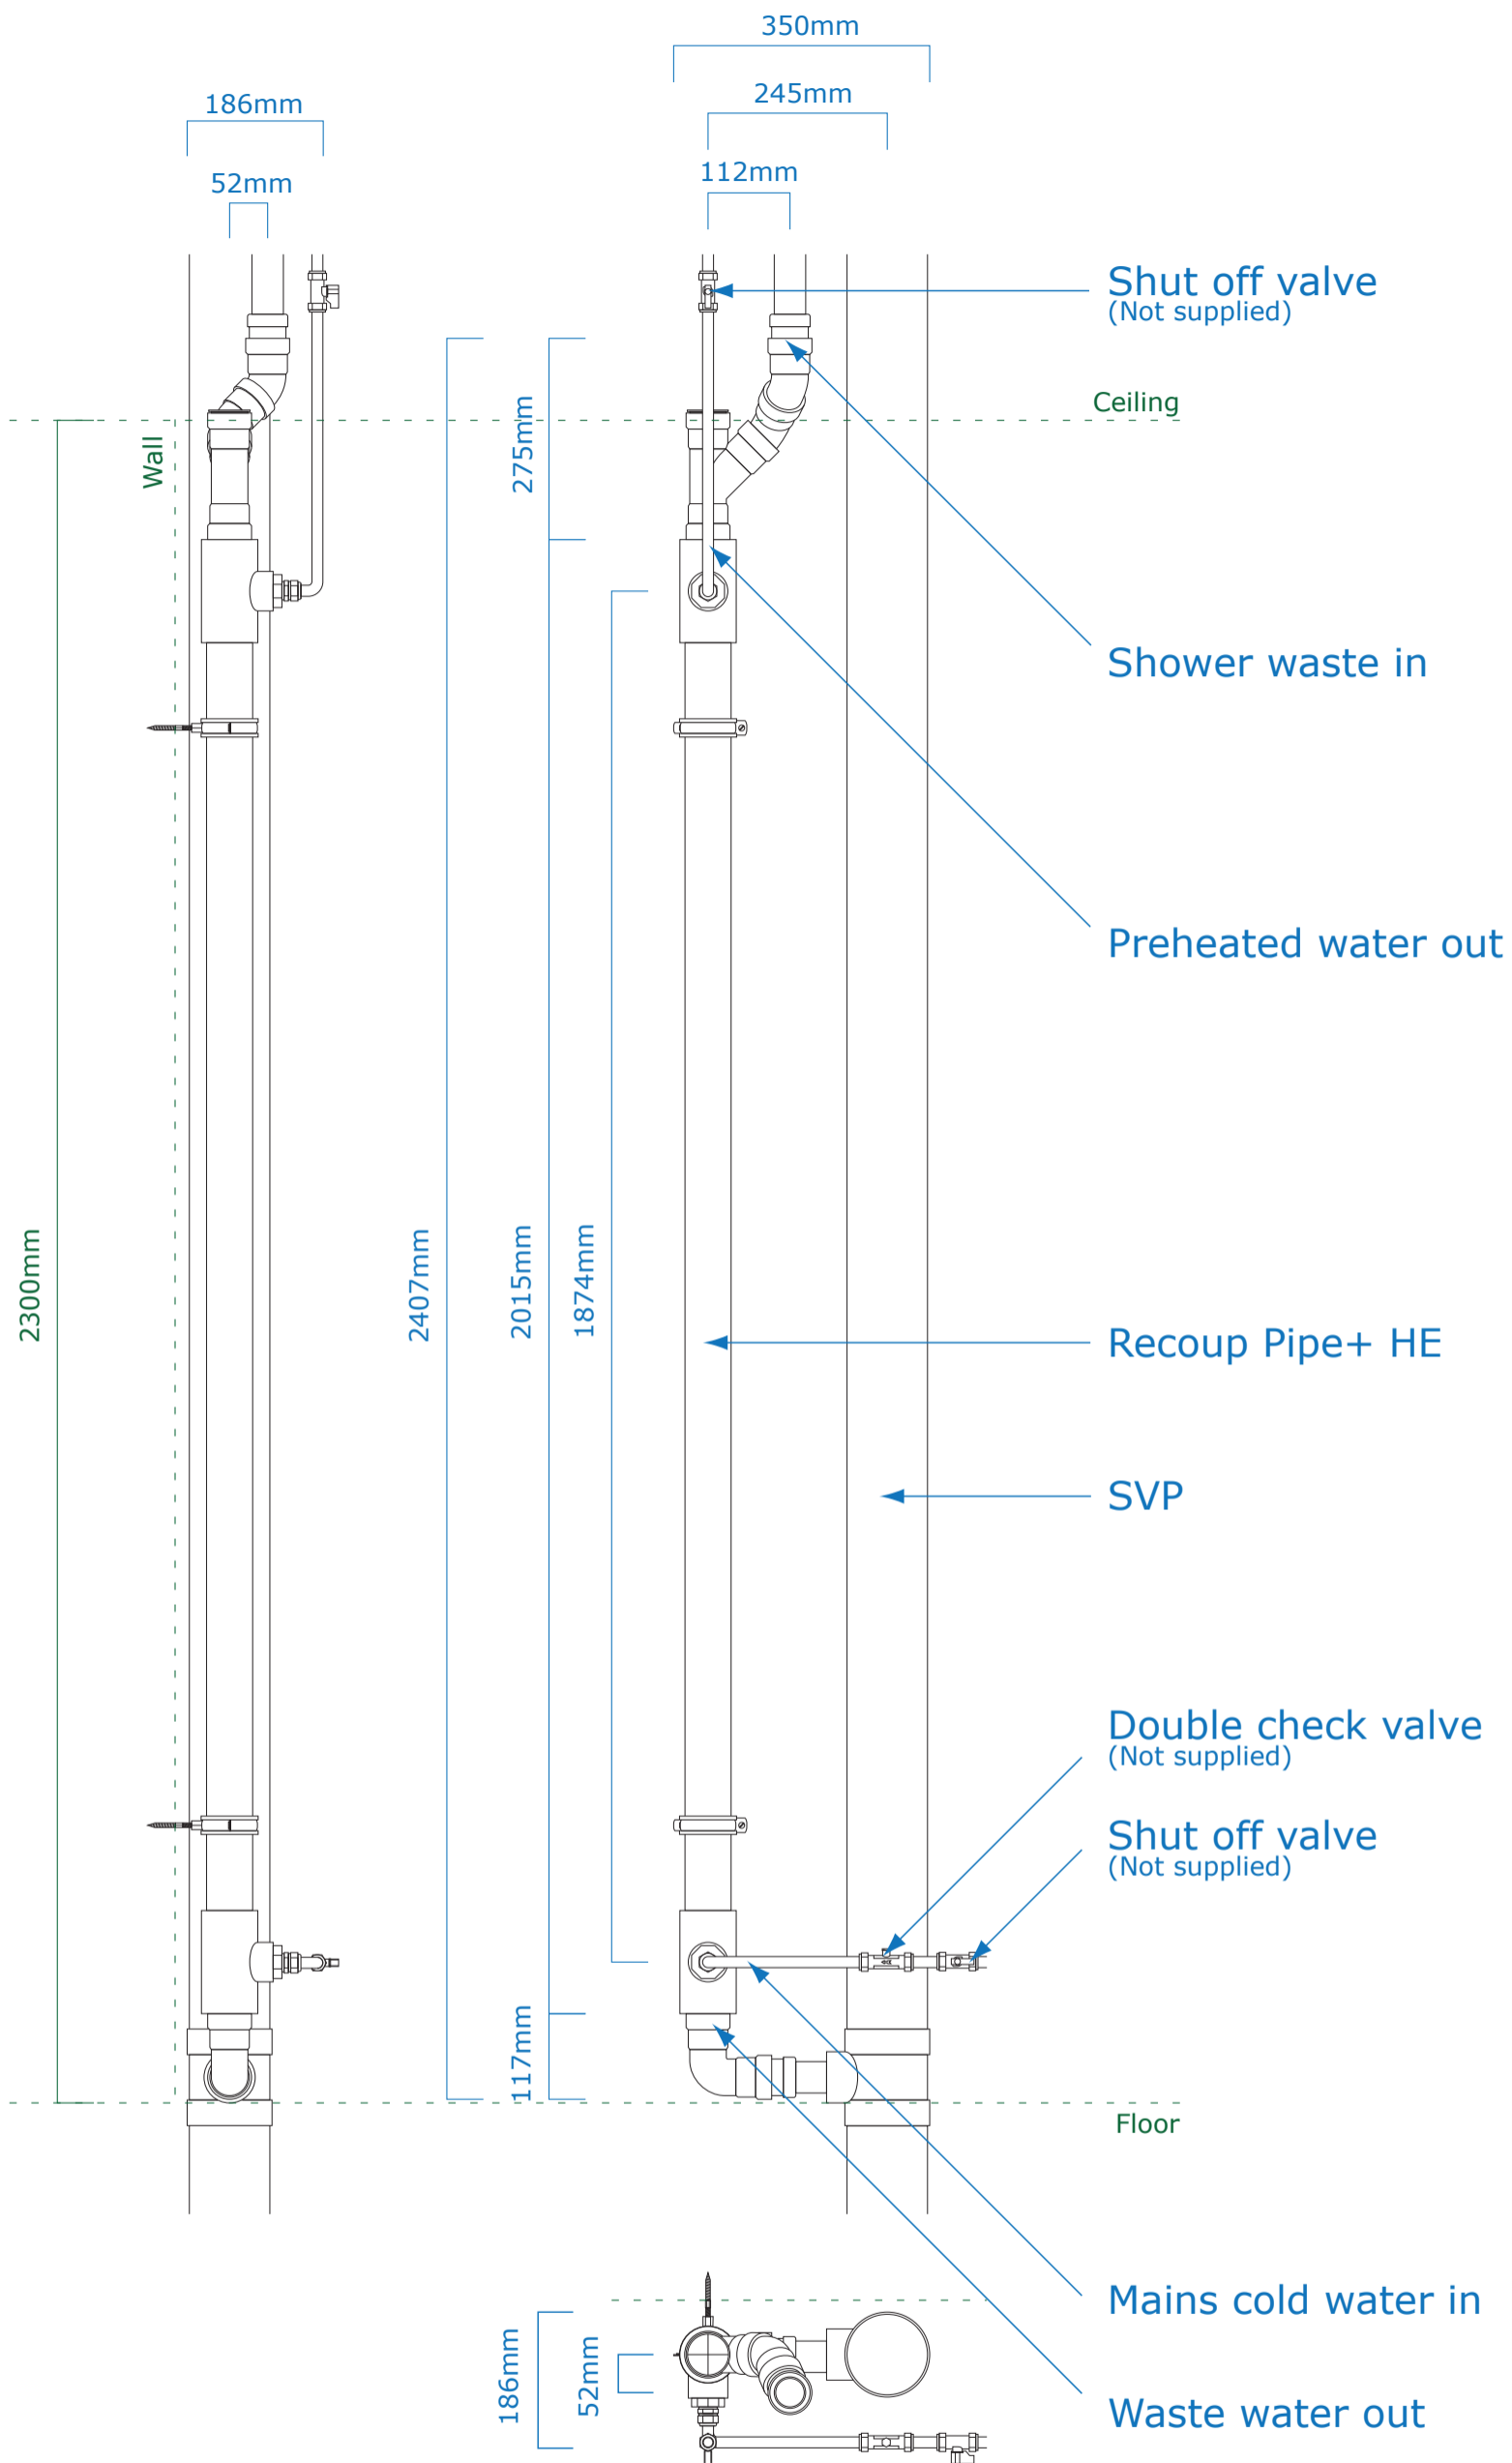 350mm
245mm
186mm
112mm
52mm
Shut off valve
(Not supplied)
Ceiling
Wall
275mm
Shower waste in
Preheated water out
2300mm
2407mm
2015mm
1874mm
Recoup Pipe+ HE
SVP
Double check valve
(Not supplied)
Shut off valve
(Not supplied)
117mm
Floor
Mains cold water in
186mm
52mm
Waste water out